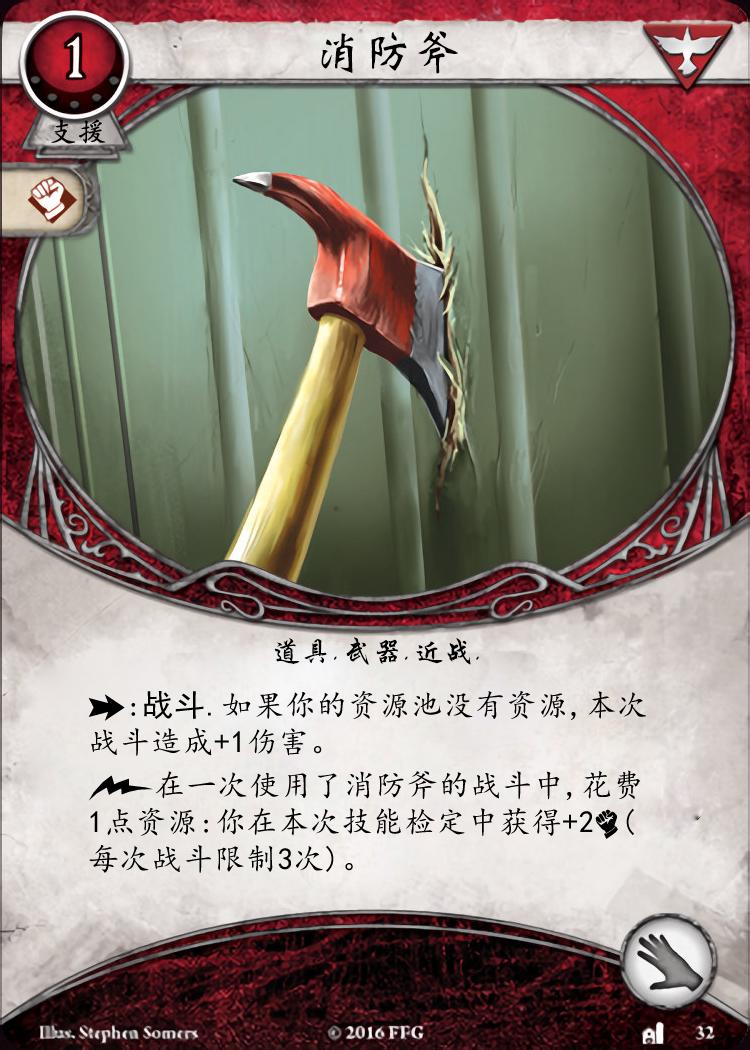 1
消防斧
支援
道具.武器.近战.
:战斗.如果你的资源池没有资源,本次
战斗造成+1伤害。
在一次使用了消防斧的战斗中,花费
1点资源:你在本次技能检定中获得+2(
每次战斗限制3次)。
Illus. Stephen Somers
© 2016 FFG
32